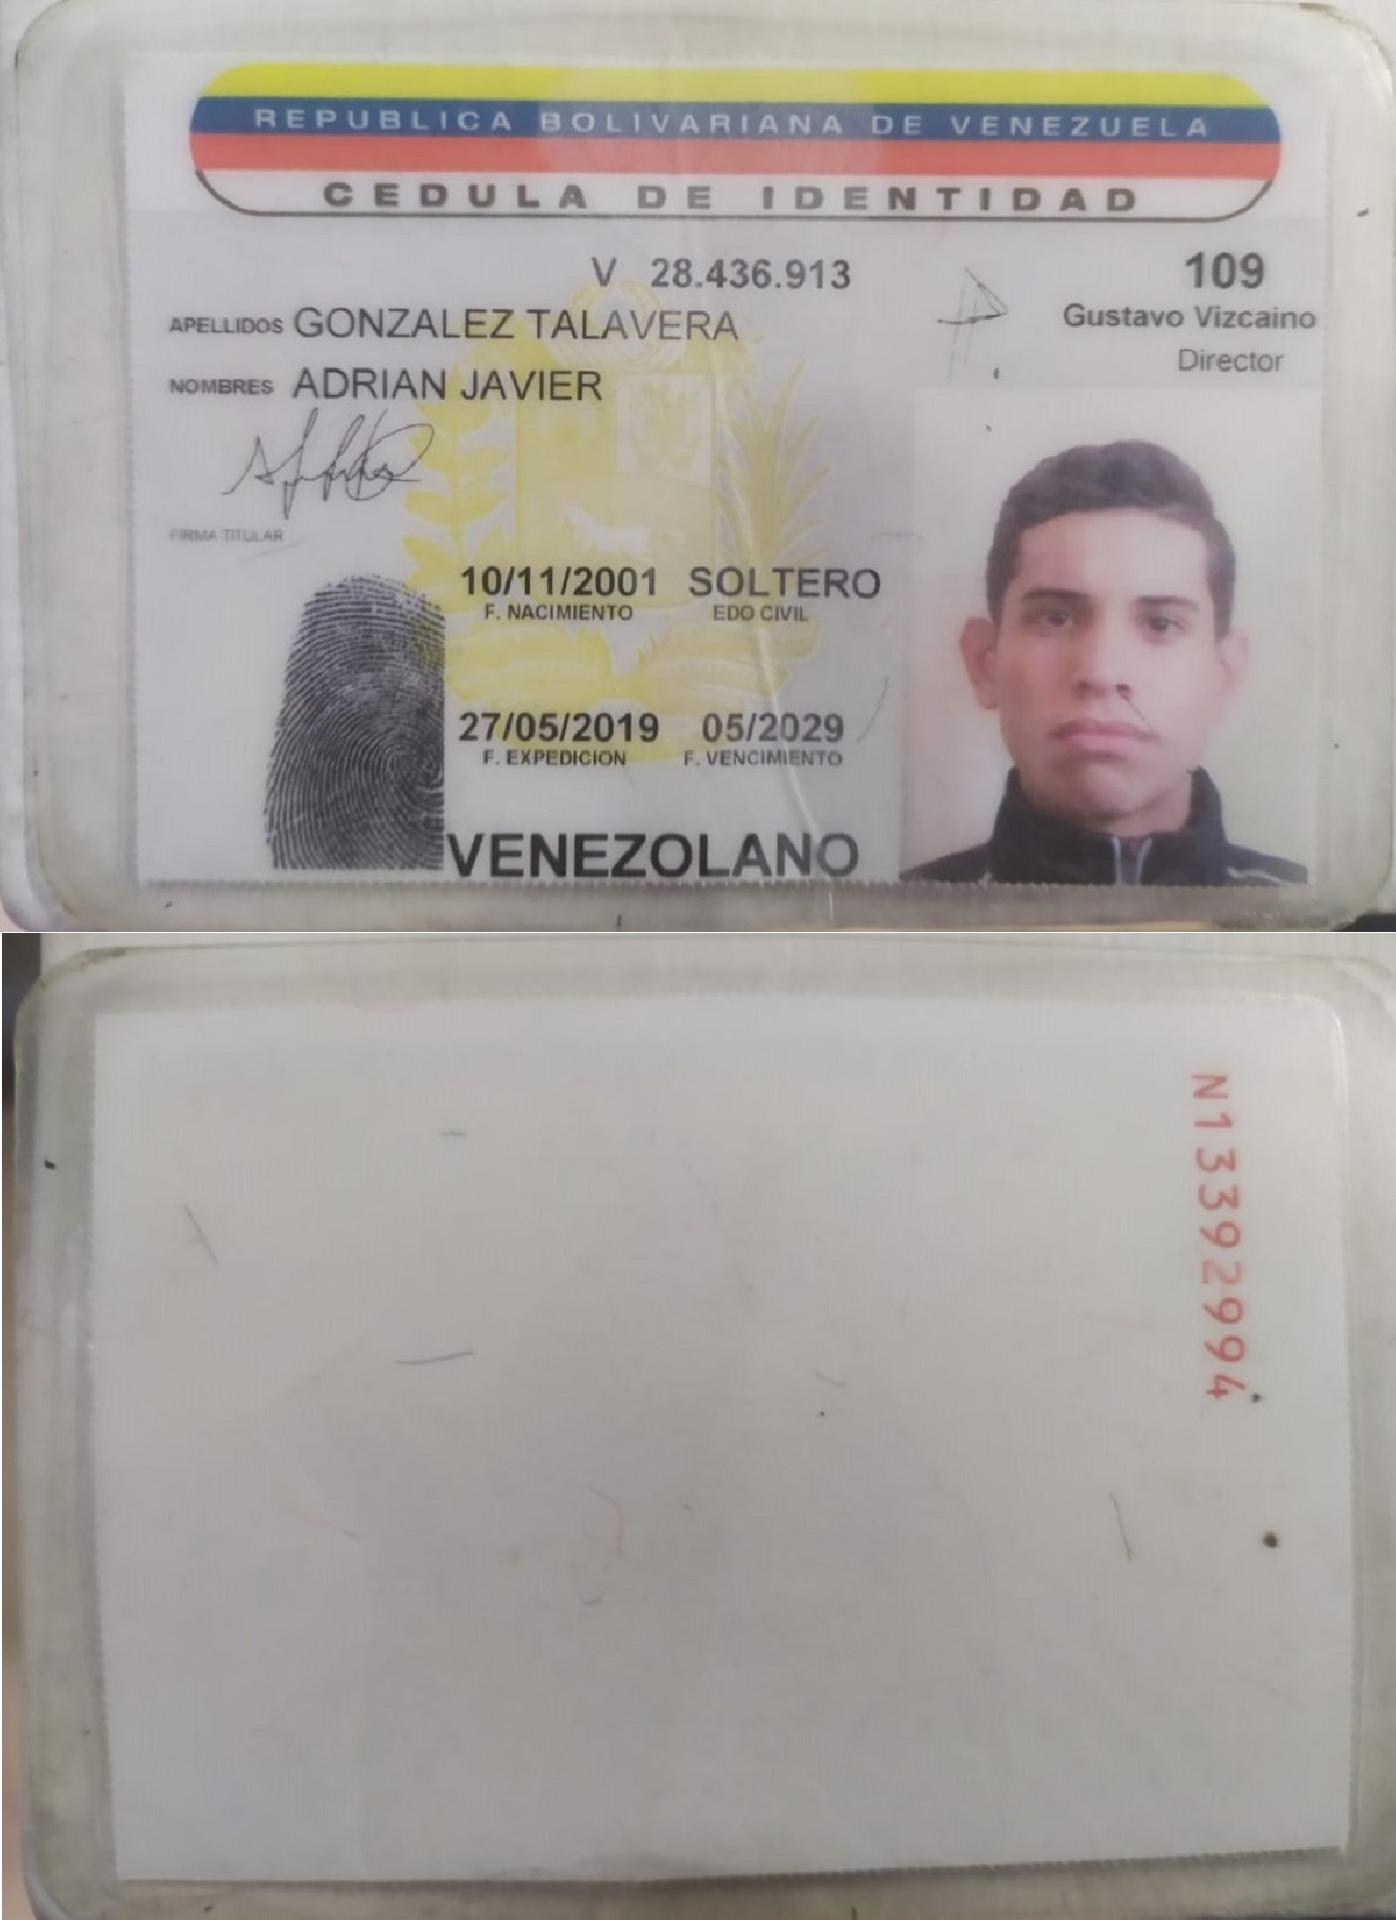 REPUBLICA BOLIVARIANA DE VENEZUELA
CEDULA DE IDENTIDAD
V 28.436.913
109
Gustavo Vizcaino
Director
APELLIDOS GONZALEZ TALAVERA
NOMBRES ADRIAN JAVIER
FIRMA TITULAR
10/11/2001 SOLTERO
F. NACIMIENTO EDO CIVIL
27/05/2019 05/2029
F. EXPEDICION F. VENCIMIENTO
VENEZOLANO
N13392994